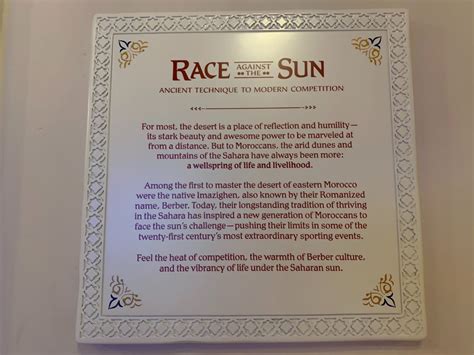 RACE AGAINST THE SUN
ANCIENT TECHNIQUE TO MODERN COMPETITION
For most, the desert is a place of reflection and humility—
its stark beauty and awesome power to be marveled at
from a distance. But to Moroccans, the arid dunes and
mountains of the Sahara have always been more:
a wellspring of life and livelihood.
Among the first to master the desert of eastern Morocco
were the native Imazighen, also known by their Romanized
name, Berber. Today, their longstanding tradition of thriving
in the Sahara has inspired a new generation of Moroccans to
face the sun's challenge—pushing their limits in some of the
twenty-first century's most extraordinary sporting events.
Feel the heat of competition, the warmth of Berber culture,
and the vibrancy of life under the Saharan sun.